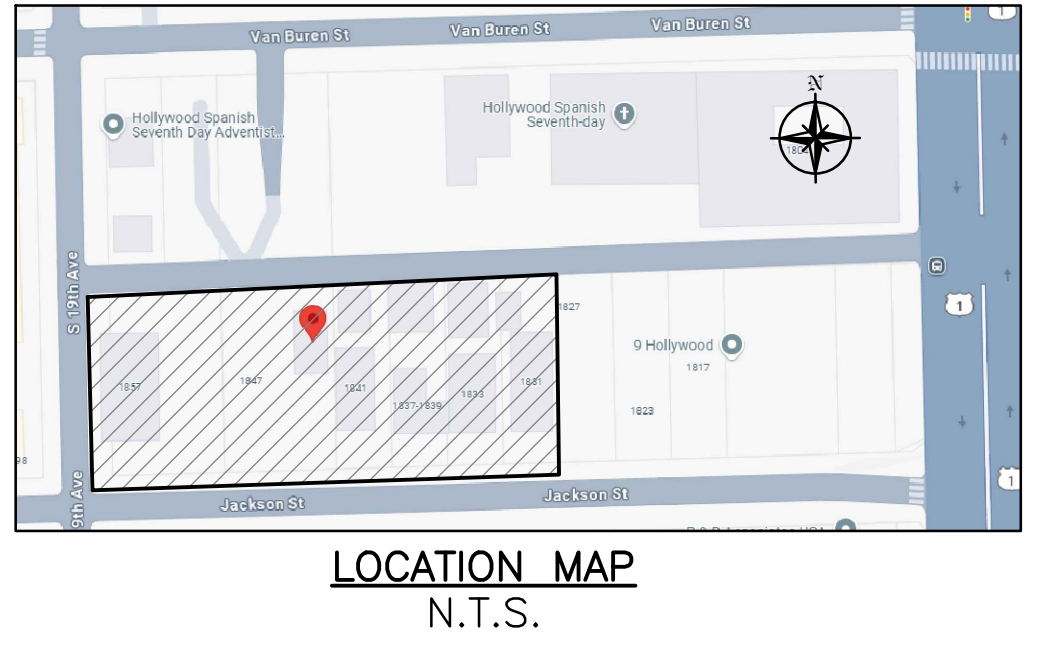 1
Van Buren St
Van Buren St
Van Buren St
N
Hollywood Spanish
Seventh Day Adventist...
Hollywood Spanish
Seventh-day
S 19th Ave
1
1827
9 Hollywood
1817
1857
1847
1841
1837-1839
1833
1831
1823
98
9th Ave
Jackson St
Jackson St
1
LOCATION MAP
N.T.S.